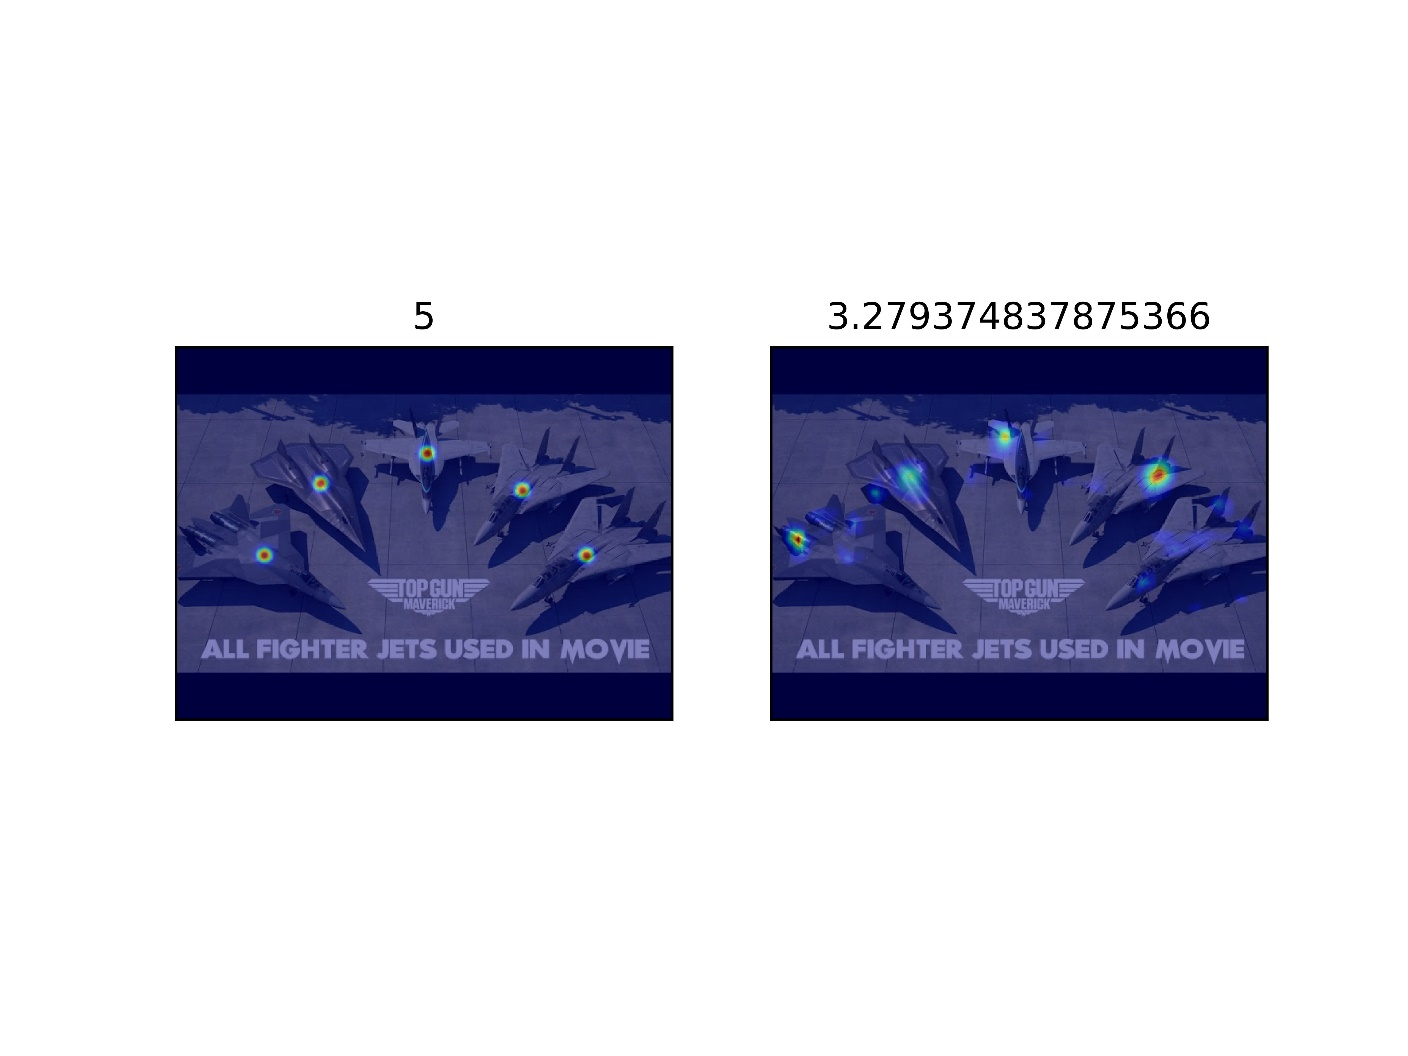 5
3.279374837875366
TOP GUN
MAVERICK
ALL FIGHTER JETS USED IN MOVIE
TOP GUN
MAVERICK
ALL FIGHTER JETS USED IN MOVIE